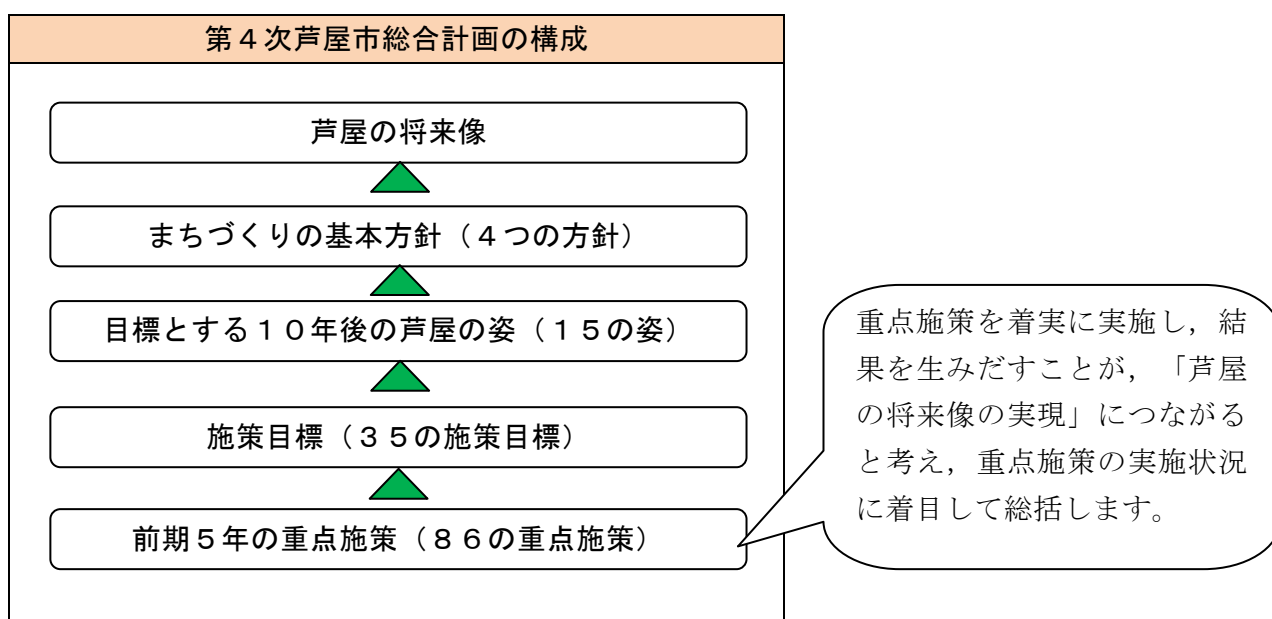 第４次芦屋市総合計画の構成
芦屋の将来像
まちづくりの基本方針（４つの方針）
目標とする１０年後の芦屋の姿（１５の姿）
施策目標（３５の施策目標）
前期５年の重点施策（８６の重点施策）
重点施策を着実に実施し，結
果を生みだすことが，「芦屋
の将来像の実現」につながる
と考え，重点施策の実施状況
に着目して総括します。